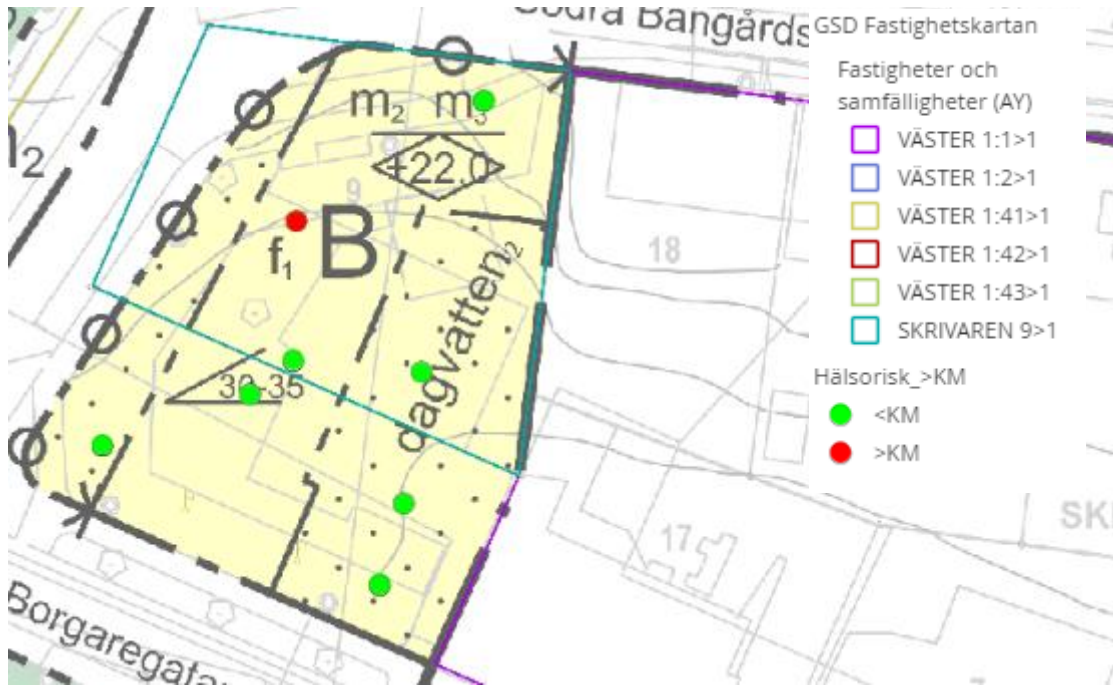 Södra Bangårds
m₂ m₃
+22.0
9
f₁ B
dagvatten₂
30-35
18
17
SK
Borgaregatan
GSD Fastighetskartan
Fastigheter och
samfälligheter (AY)
VÄSTER 1:1>1
VÄSTER 1:2>1
VÄSTER 1:41>1
VÄSTER 1:42>1
VÄSTER 1:43>1
SKRIVAREN 9>1
Hälsorisk_>KM
<KM
>KM